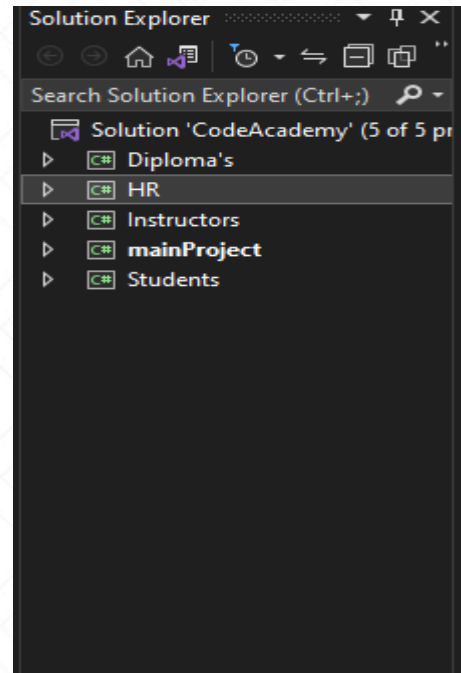 Solution Explorer
Search Solution Explorer (Ctrl+;)
Solution 'CodeAcademy' (5 of 5 pr
C# Diploma's
C# HR
C# Instructors
C# mainProject
C# Students